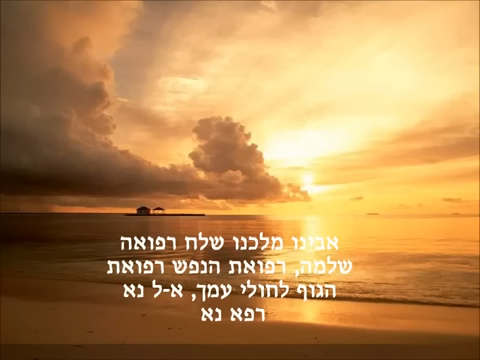 אבינו מלכנו שלח רפואה
שלמה, רפואת הנפש רפואת
הגוף לחולי עמך, א-ל נא
רפא נא